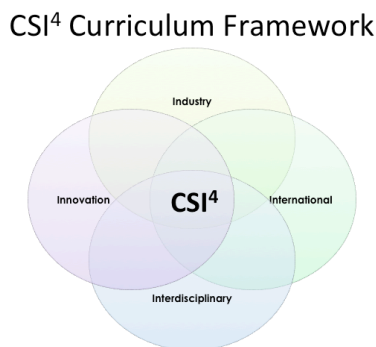 CSI⁴ Curriculum Framework
Industry
Innovation
CSI⁴
International
Interdisciplinary